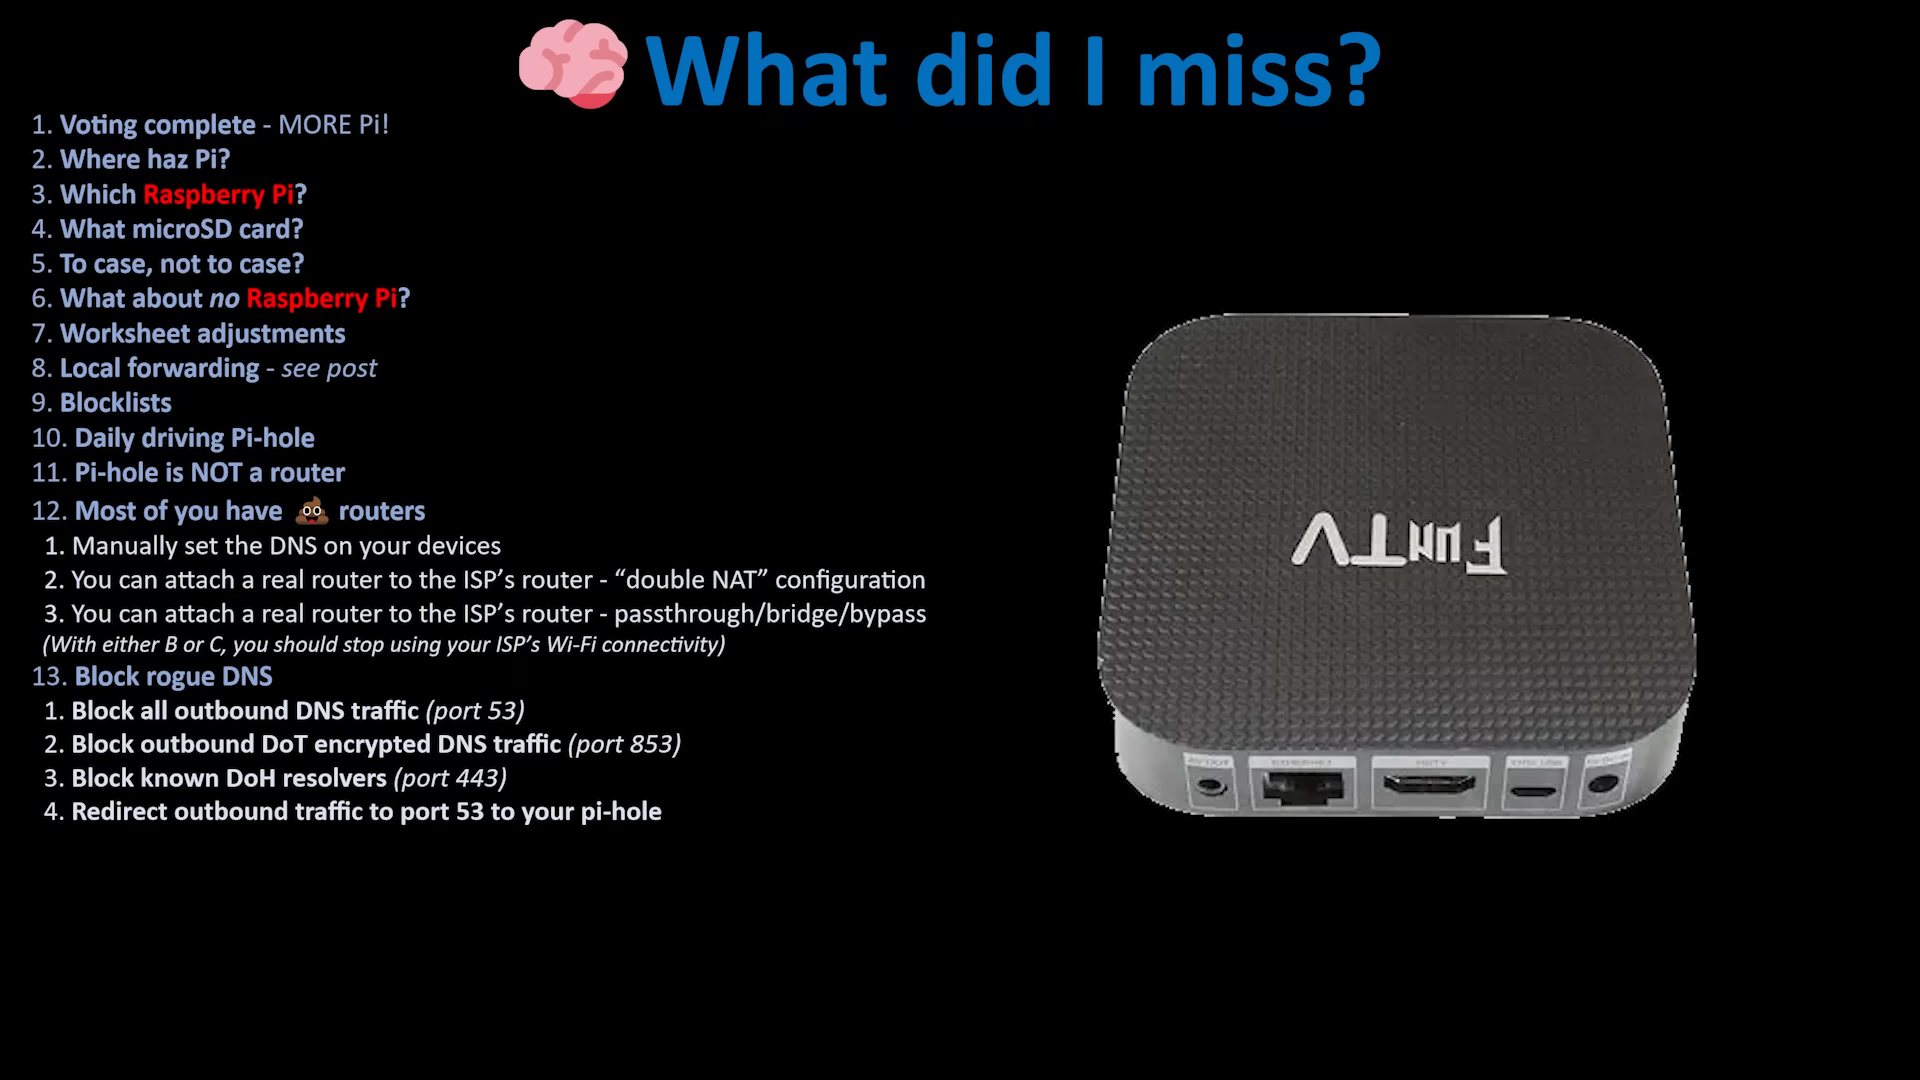 What did I miss?
1. Voting complete - MORE Pi!
2. Where haz Pi?
3. Which Raspberry Pi?
4. What microSD card?
5. To case, not to case?
6. What about no Raspberry Pi?
7. Worksheet adjustments
8. Local forwarding - see post
9. Blocklists
10. Daily driving Pi-hole
11. Pi-hole is NOT a router
12. Most of you have 💩 routers
1. Manually set the DNS on your devices
2. You can attach a real router to the ISP’s router - “double NAT” configuration
3. You can attach a real router to the ISP’s router - passthrough/bridge/bypass
(With either B or C, you should stop using your ISP’s Wi-Fi connectivity)
13. Block rogue DNS
1. Block all outbound DNS traffic (port 53)
2. Block outbound DoT encrypted DNS traffic (port 853)
3. Block known DoH resolvers (port 443)
4. Redirect outbound traffic to port 53 to your pi-hole
FunTV
ETHERNET